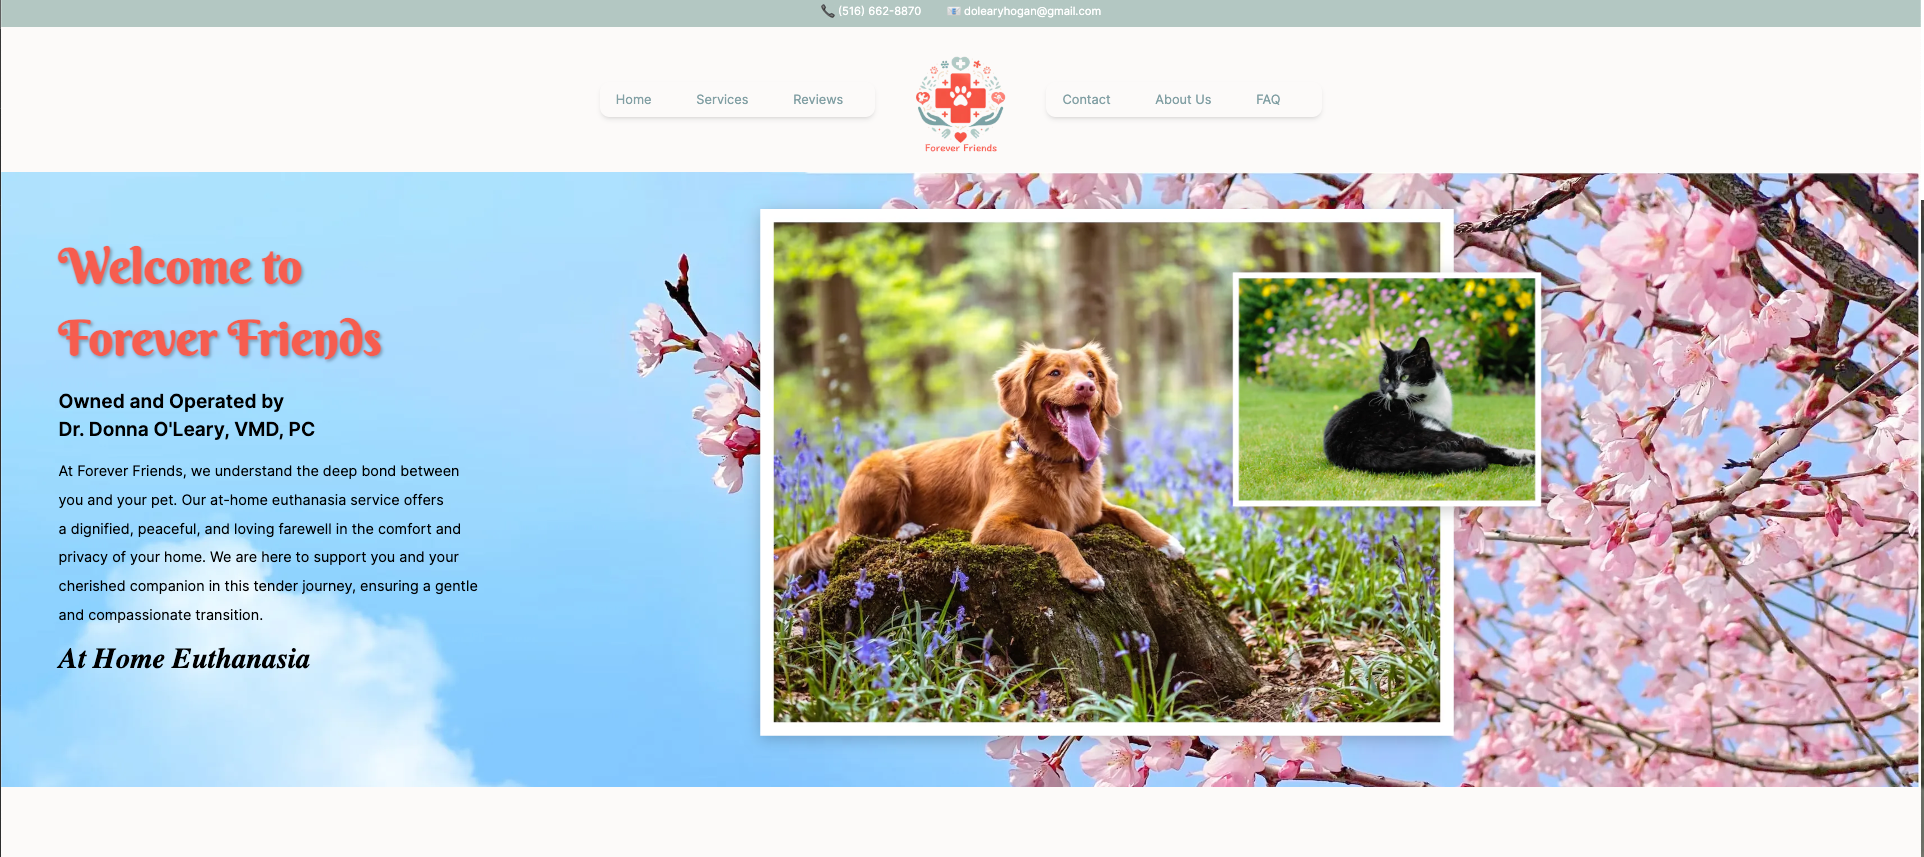 (516) 662-8870 dolearyhogan@gmail.com
Home Services Reviews Contact About Us FAQ
Forever Friends
Welcome to
Forever Friends
Owned and Operated by
Dr. Donna O'Leary, VMD, PC
At Forever Friends, we understand the deep bond between
you and your pet. Our at-home euthanasia service offers
a dignified, peaceful, and loving farewell in the comfort and
privacy of your home. We are here to support you and your
cherished companion in this tender journey, ensuring a gentle
and compassionate transition.
At Home Euthanasia